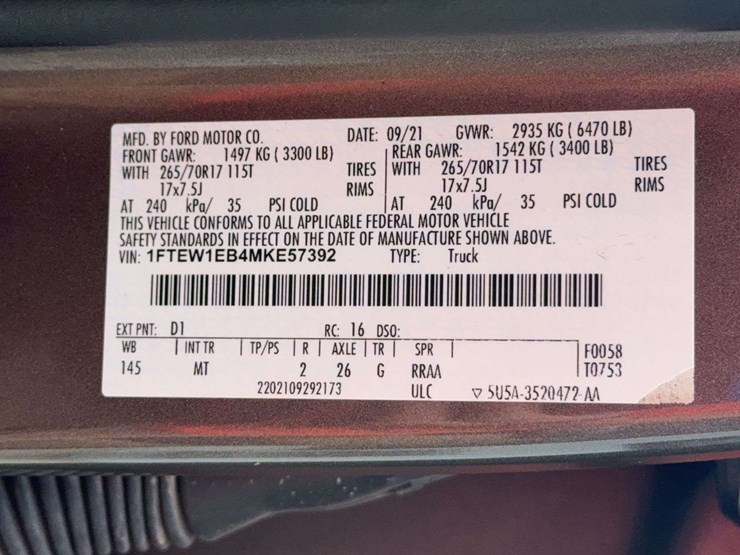 MFD. BY FORD MOTOR CO. DATE: 09/21 GVWR: 2935 KG ( 6470 LB)
FRONT GAWR: 1497 KG ( 3300 LB) REAR GAWR: 1542 KG ( 3400 LB)
WITH 265/70R17 115T TIRES WITH 265/70R17 115T TIRES
17x7.5J RIMS 17x7.5J RIMS
AT 240 kPa/ 35 PSI COLD AT 240 kPa/ 35 PSI COLD
THIS VEHICLE CONFORMS TO ALL APPLICABLE FEDERAL MOTOR VEHICLE
SAFETY STANDARDS IN EFFECT ON THE DATE OF MANUFACTURE SHOWN ABOVE.
VIN: 1FTEW1EB4MKE57392 TYPE: Truck
EXT PNT: D1 RC: 16 DSO:
WB INT TR TP/PS R AXLE TR SPR F0058
145 MT 2 26 G RRAA T0753
2202109292173 ULC ▽ 5U5A-3520472-AA